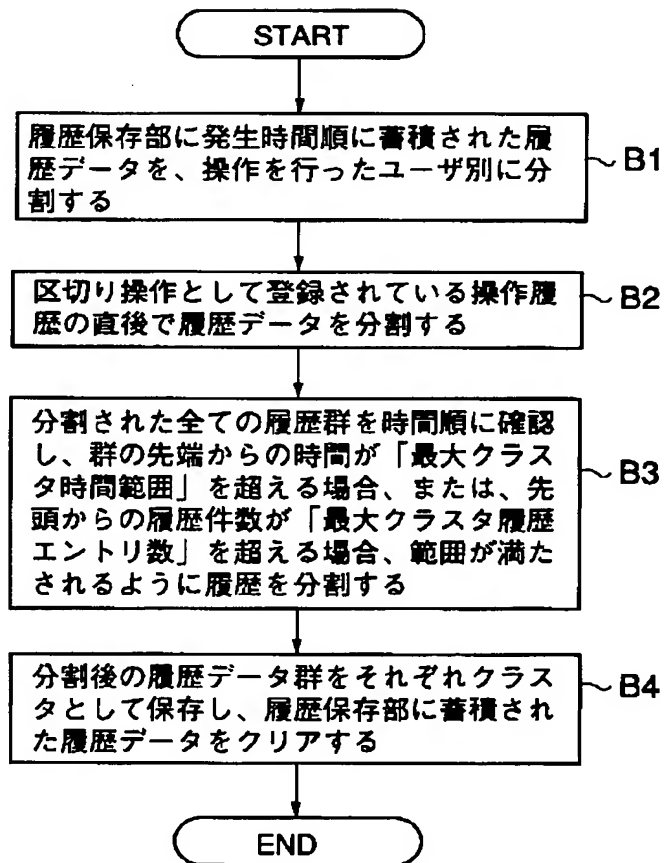 START
履歴保存部に発生時間順に蓄積された履
歴データを、操作を行ったユーザ別に分
割する
B1
区切り操作として登録されている操作履
歴の直後で履歴データを分割する
B2
分割された全ての履歴群を時間順に確認
し、群の先端からの時間が「最大クラス
タ時間範囲」を超える場合、または、先
頭からの履歴件数が「最大クラスタ履歴
エントリ数」を超える場合、範囲が満た
されるように履歴を分割する
B3
分割後の履歴データ群をそれぞれクラス
タとして保存し、履歴保存部に蓄積され
た履歴データをクリアする
B4
END